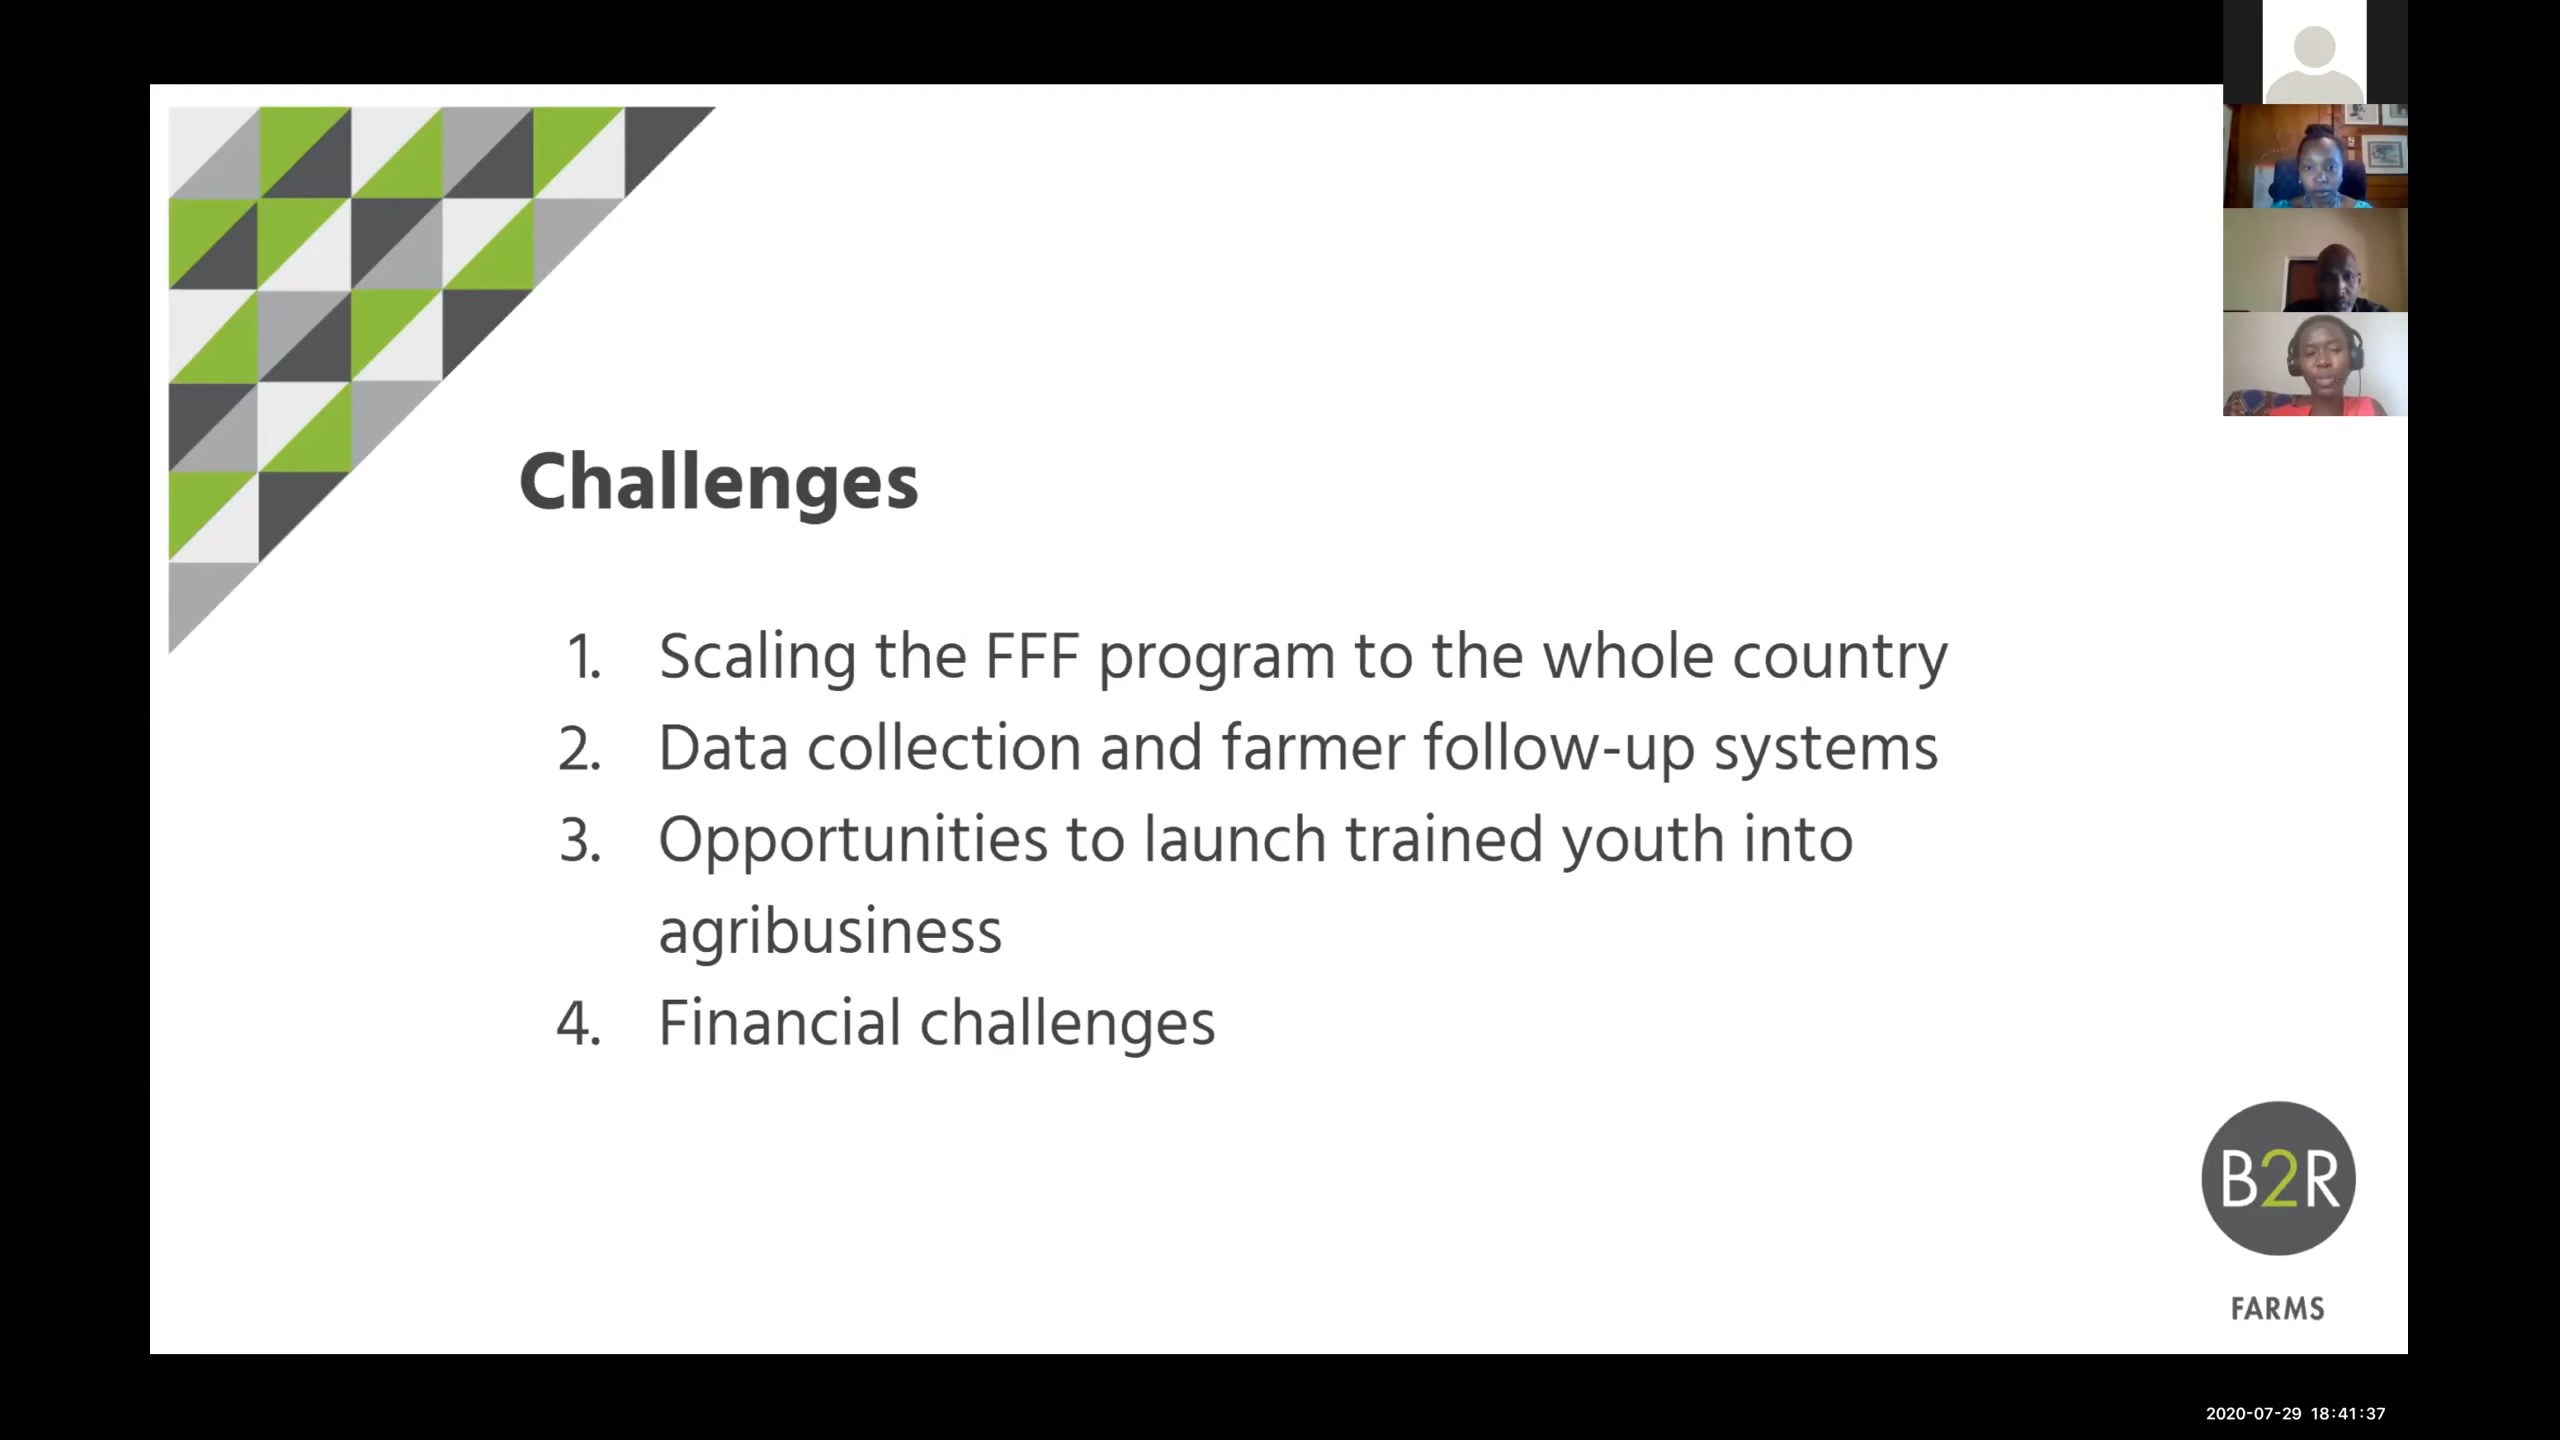 Challenges
1. Scaling the FFF program to the whole country
2. Data collection and farmer follow-up systems
3. Opportunities to launch trained youth into
agribusiness
4. Financial challenges
B2R
FARMS
2020-07-29 18:41:37